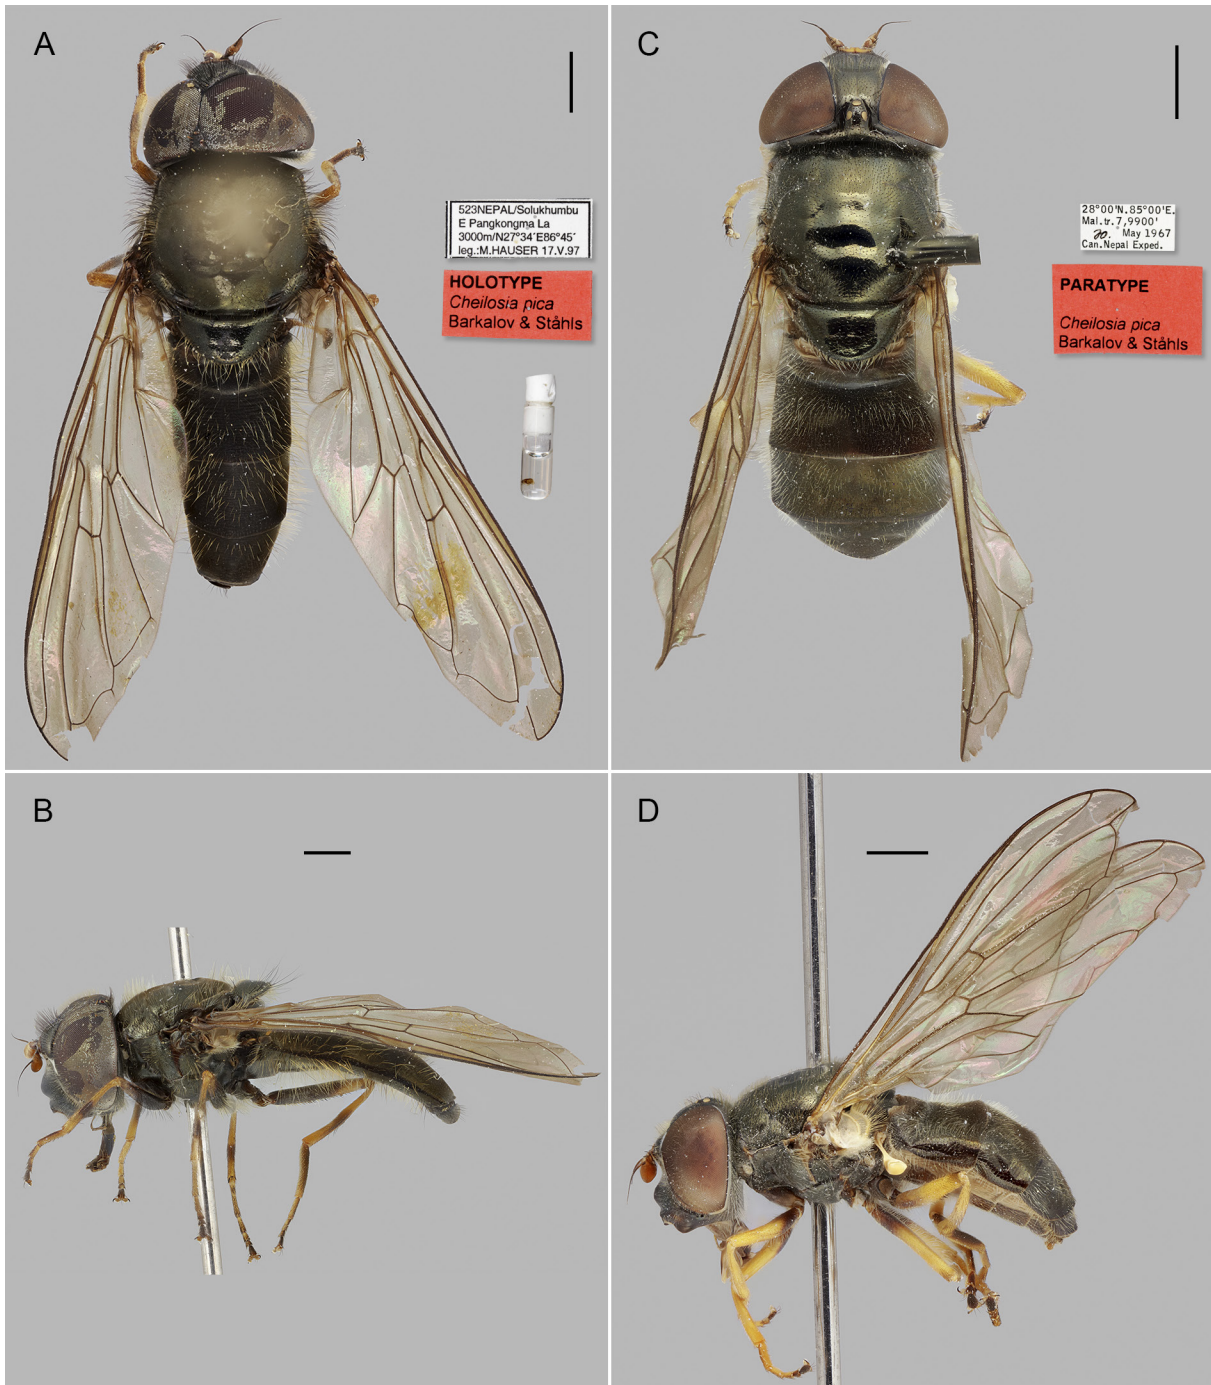 A
523NEPAL/Solukhumbu
E Pangkongma La
3000m/N27°34´E86°45´
leg.:M.HAUSER 17.V.97
HOLOTYPE
Cheilosia pica
Barkalov & Ståhls
C
28°00'N.85°00'E.
Mal.tr.7,9900'
20. May 1967
Can.Nepal Exped.
PARATYPE
Cheilosia pica
Barkalov & Ståhls
B
D